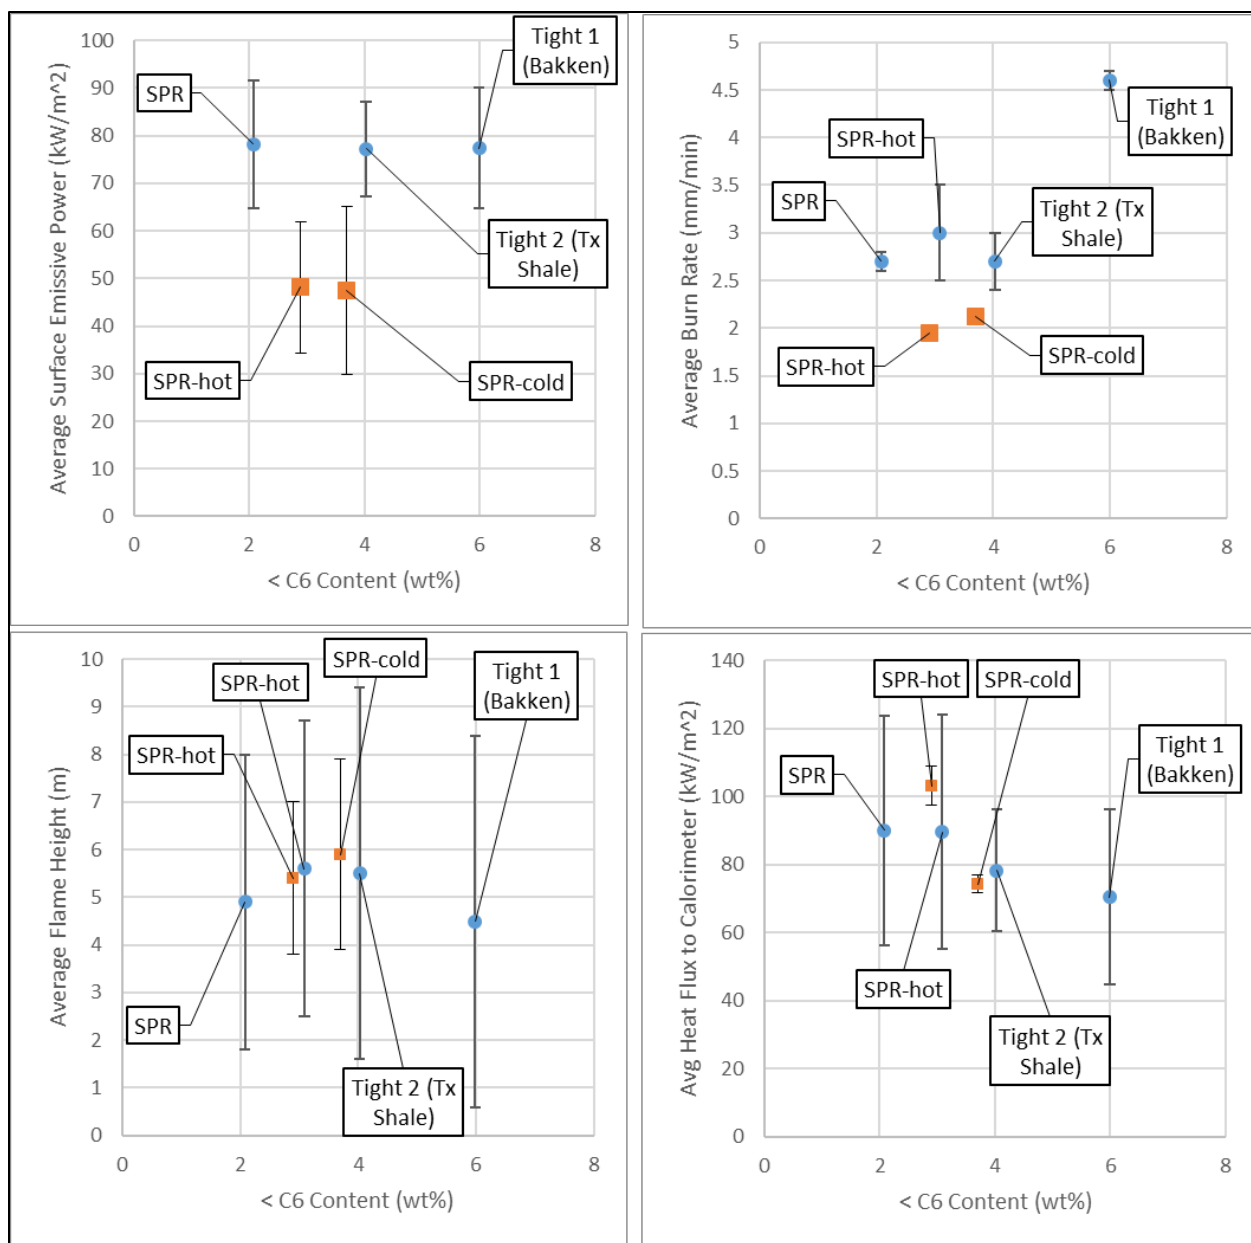 Average Surface Emissive Power (kW/m^2)
100
90
80
70
60
50
40
30
20
10
0
0 2 4 6 8
< C6 Content (wt%)
SPR
Tight 1
(Bakken)
Tight 2 (Tx
Shale)
SPR-hot
SPR-cold
Average Burn Rate (mm/min)
5
4.5
4
3.5
3
2.5
2
1.5
1
0.5
0
0 2 4 6 8
< C6 Content (wt%)
SPR-hot
Tight 1
(Bakken)
SPR
Tight 2 (Tx
Shale)
SPR-hot
SPR-cold
Average Flame Height (m)
10
9
8
7
6
5
4
3
2
1
0
0 2 4 6 8
< C6 Content (wt%)
SPR-cold
SPR-hot
Tight 1
(Bakken)
SPR-hot
SPR
Tight 2 (Tx
Shale)
Avg Heat Flux to Calorimeter (kW/m^2)
140
120
100
80
60
40
20
0
0 2 4 6 8
< C6 Content (wt%)
SPR-hot
SPR-cold
Tight 1
(Bakken)
SPR
SPR-hot
Tight 2 (Tx
Shale)